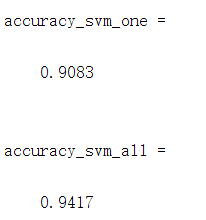 accuracy_svm_one =
0.9083
accuracy_svm_all =
0.9417